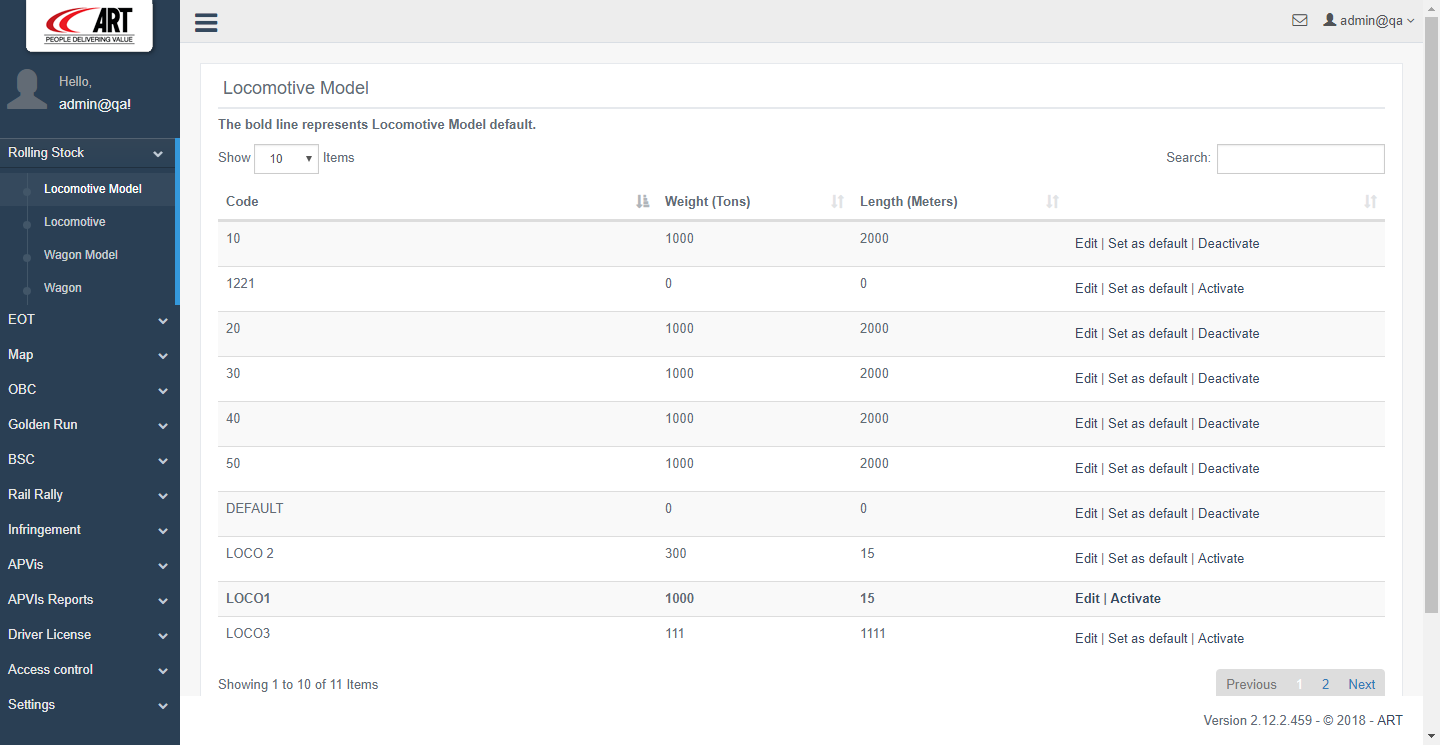 ART
PEOPLE DELIVERING VALUE
admin@qa
Hello,
admin@qa!
Rolling Stock
Locomotive Model
Locomotive
Wagon Model
Wagon
EOT
Map
OBC
Golden Run
BSC
Rail Rally
Infringement
APVis
APVIs Reports
Driver License
Access control
Settings
Locomotive Model
The bold line represents Locomotive Model default.
Show 10 Items Search:
Code Weight (Tons) Length (Meters)
10 1000 2000 Edit | Set as default | Deactivate
1221 0 0 Edit | Set as default | Activate
20 1000 2000 Edit | Set as default | Deactivate
30 1000 2000 Edit | Set as default | Deactivate
40 1000 2000 Edit | Set as default | Deactivate
50 1000 2000 Edit | Set as default | Deactivate
DEFAULT 0 0 Edit | Set as default | Deactivate
LOCO 2 300 15 Edit | Set as default | Activate
LOCO1 1000 15 Edit | Activate
LOCO3 111 1111 Edit | Set as default | Activate
Showing 1 to 10 of 11 Items Previous 1 2 Next
Version 2.12.2.459 - © 2018 - ART